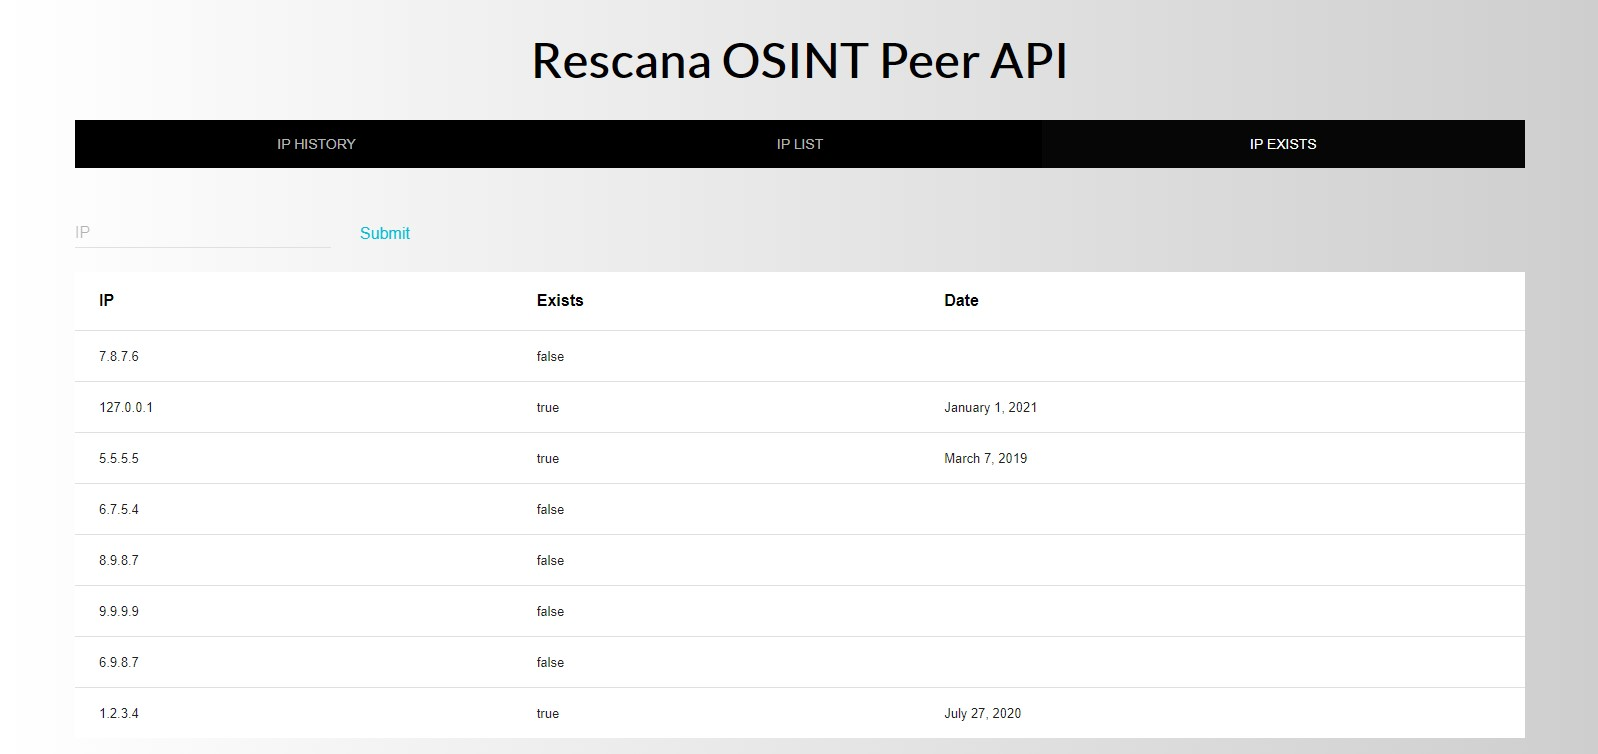 Rescana OSINT Peer API
IP HISTORY IP LIST IP EXISTS
IP Submit
IP Exists Date
7.8.7.6 false
127.0.0.1 true January 1, 2021
5.5.5.5 true March 7, 2019
6.7.5.4 false
8.9.8.7 false
9.9.9.9 false
6.9.8.7 false
1.2.3.4 true July 27, 2020